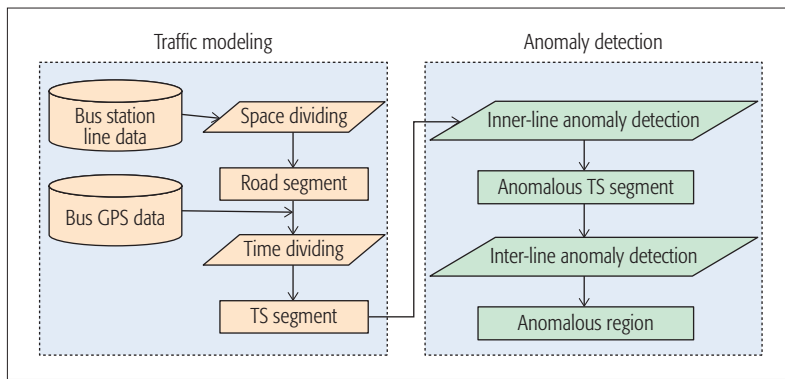 Traffic modeling
Bus station
line data
Space dividing
Road segment
Bus GPS data
Time dividing
TS segment
Anomaly detection
Inner-line anomaly detection
Anomalous TS segment
Inter-line anomaly detection
Anomalous region